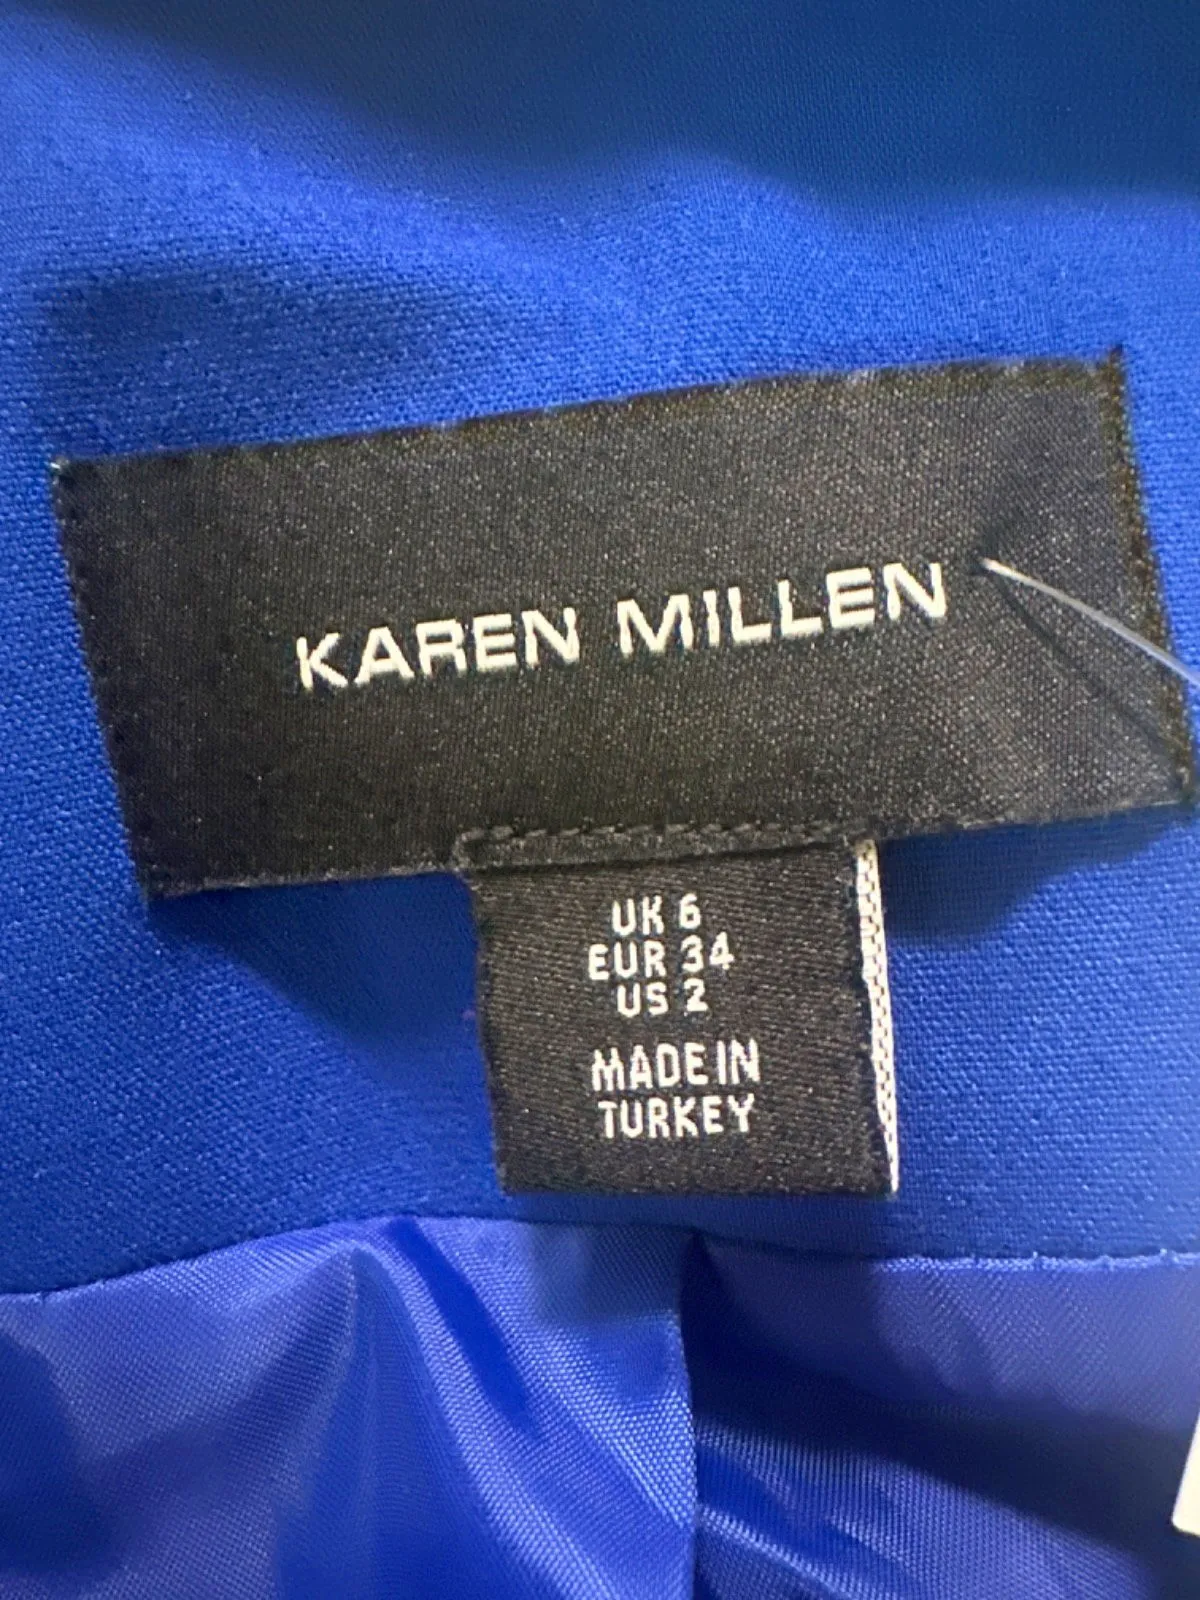 KAREN MILLEN
UK 6
EUR 34
US 2
MADE IN
TURKEY